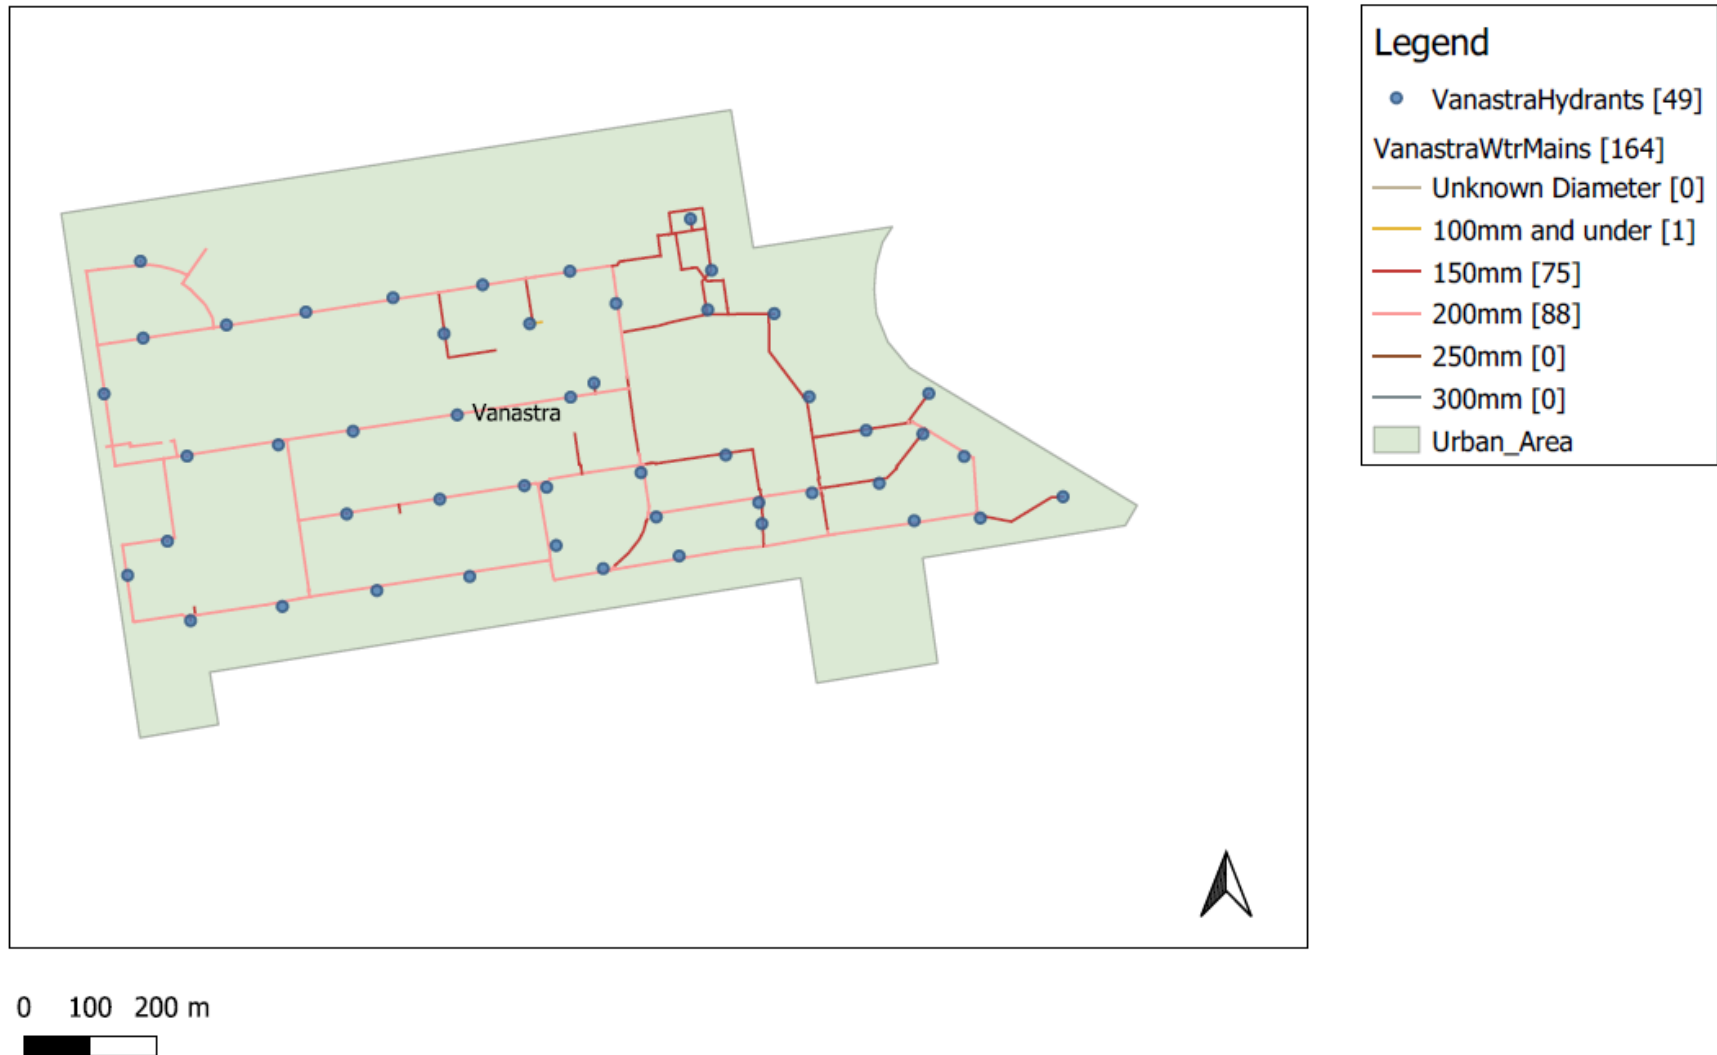 Legend
VanastraHydrants [49]
VanastraWtrMains [164]
Unknown Diameter [0]
100mm and under [1]
150mm [75]
200mm [88]
250mm [0]
300mm [0]
Urban_Area
Vanastra
0 100 200 m